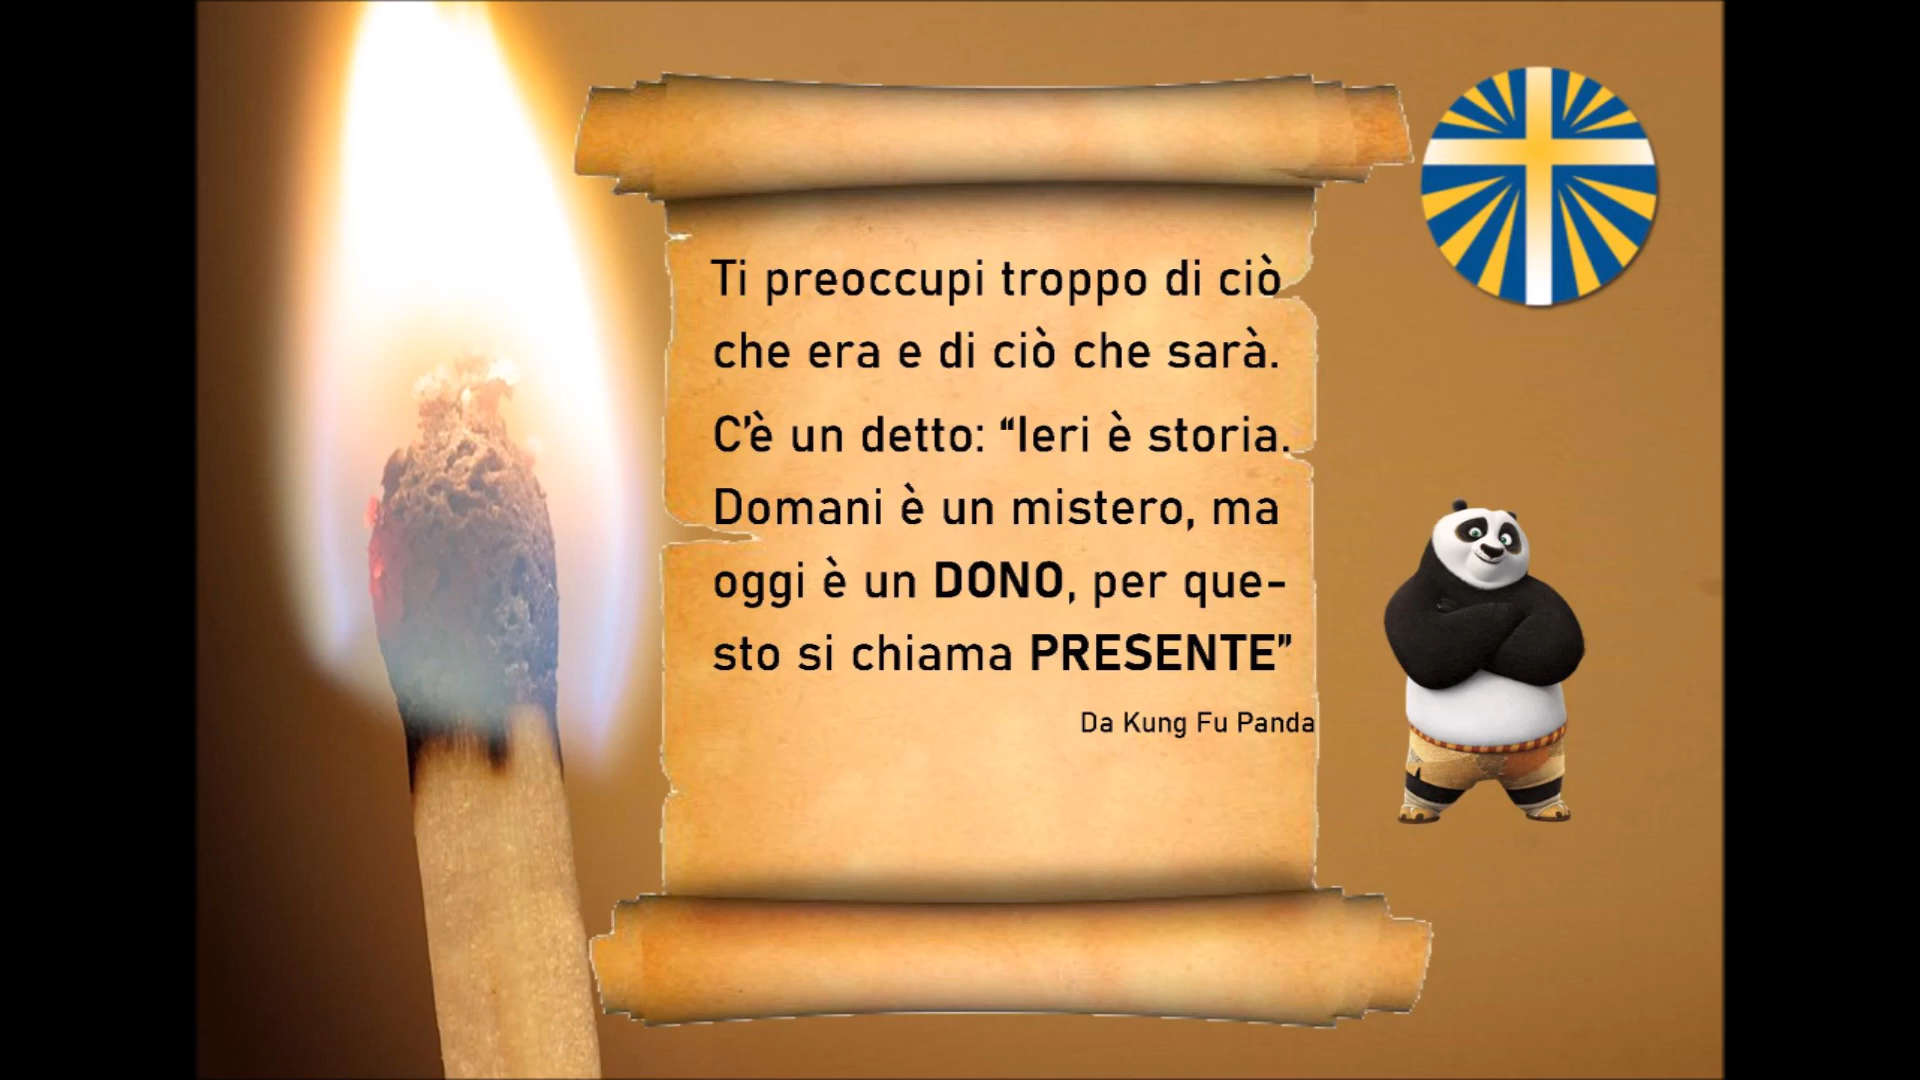 Ti preoccupi troppo di ciò
che era e di ciò che sarà.
C'è un detto: “Ieri è storia.
Domani è un mistero, ma
oggi è un DONO, per que-
sto si chiama PRESENTE”
Da Kung Fu Panda